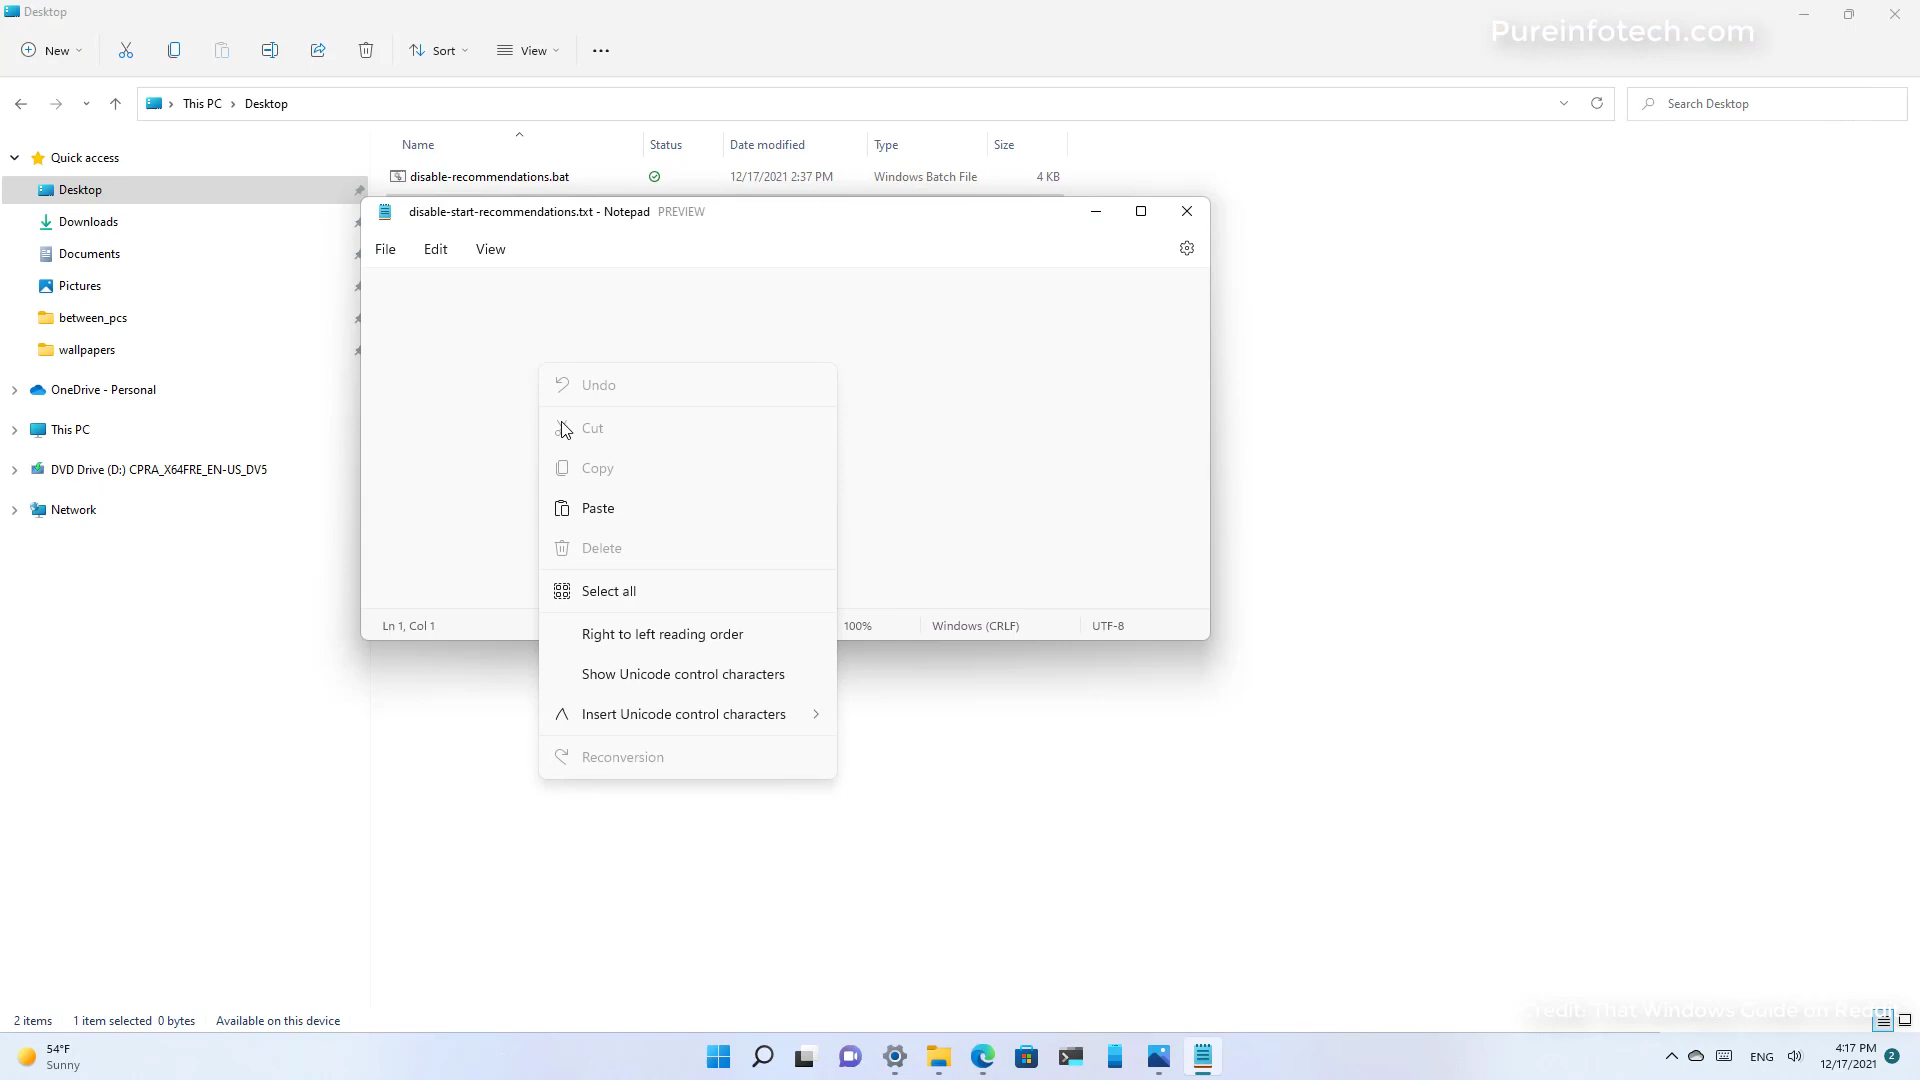 Desktop
Pureinfotech.com
New
Sort
View
This PC > Desktop
Search Desktop
Name Status Date modified Type Size
Quick access
disable-recommendations.bat 12/17/2021 2:37 PM Windows Batch File 4 KB
Desktop
Downloads
Documents
Pictures
between_pcs
wallpapers
OneDrive - Personal
This PC
DVD Drive (D:) CPRA_X64FRE_EN-US_DV5
Network
disable-start-recommendations.txt - Notepad PREVIEW
File Edit View
Undo
Cut
Copy
Paste
Delete
Select all
Right to left reading order
Show Unicode control characters
Insert Unicode control characters
Reconversion
Ln 1, Col 1 100% Windows (CRLF) UTF-8
That Windows Guide on
2 items 1 item selected 0 bytes Available on this device
54°F
Sunny
ENG
4:17 PM
12/17/2021
2